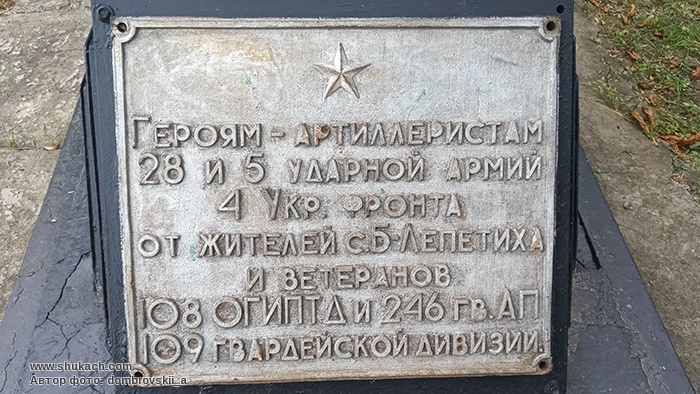 Героям - артиллеристам
28 и 5 ударной армий
4 Укр. фронта
от жителей с.Б-Лепетиха
и ветеранов
108 ОГИПТД и 246 гв.АП
109 гвардейской дивизии.
www.shukach.com
Автор фото: dombrovskii_a